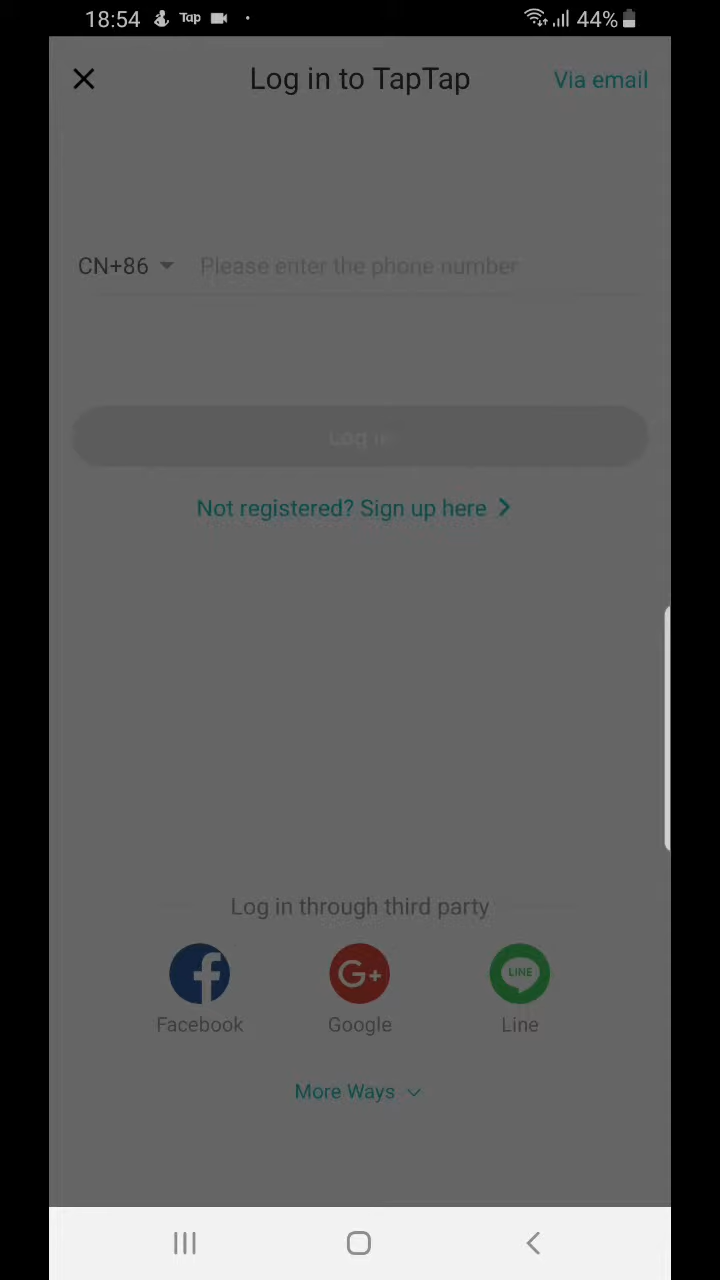 18:54 Tap 44%
Log in to TapTap Via email
CN+86 Please enter the phone number
Log in
Not registered? Sign up here
Log in through third party
f G+ LINE
Facebook Google Line
More Ways